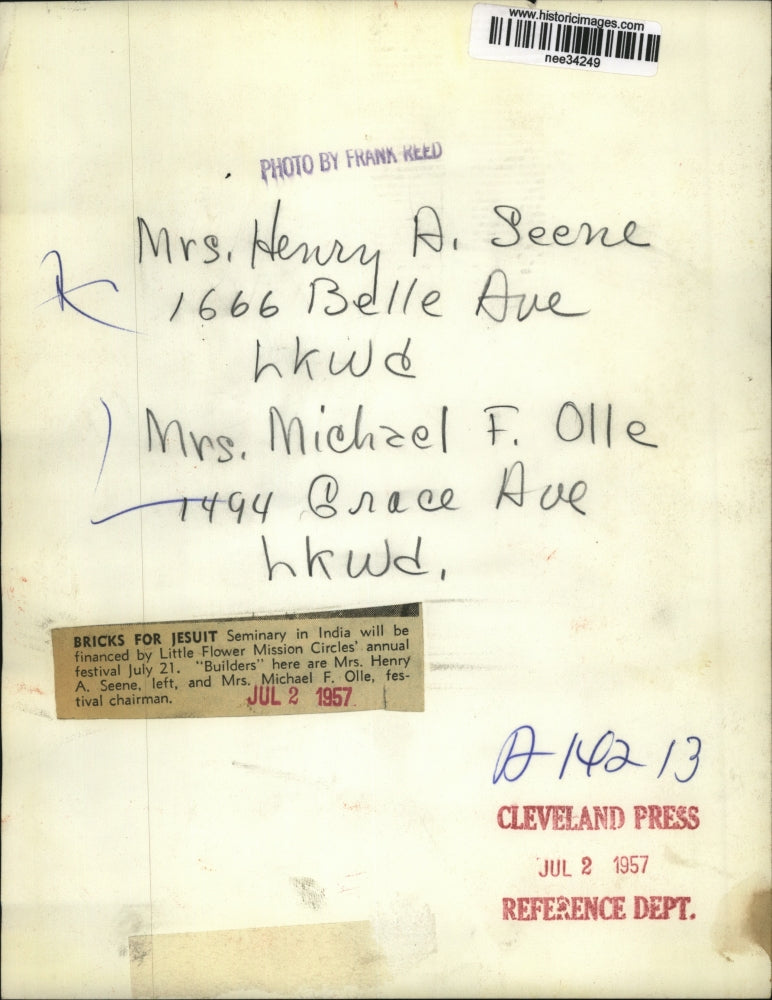 www.historicimages.com
nee34249
PHOTO BY FRANK REED
Mrs. Henry A. Seene
1666 Belle Ave
LKWd
Mrs. Michael F. Olle
1494 Grace Ave
LKWd.
BRICKS FOR JESUIT Seminary in India will be
financed by Little Flower Mission Circles' annual
festival July 21. "Builders" here are Mrs. Henry
A. Seene, left, and Mrs. Michael F. Olle, fes-
tival chairman.
JUL 2 1957
A-142 13
CLEVELAND PRESS
JUL 2 1957
REFERENCE DEPT.